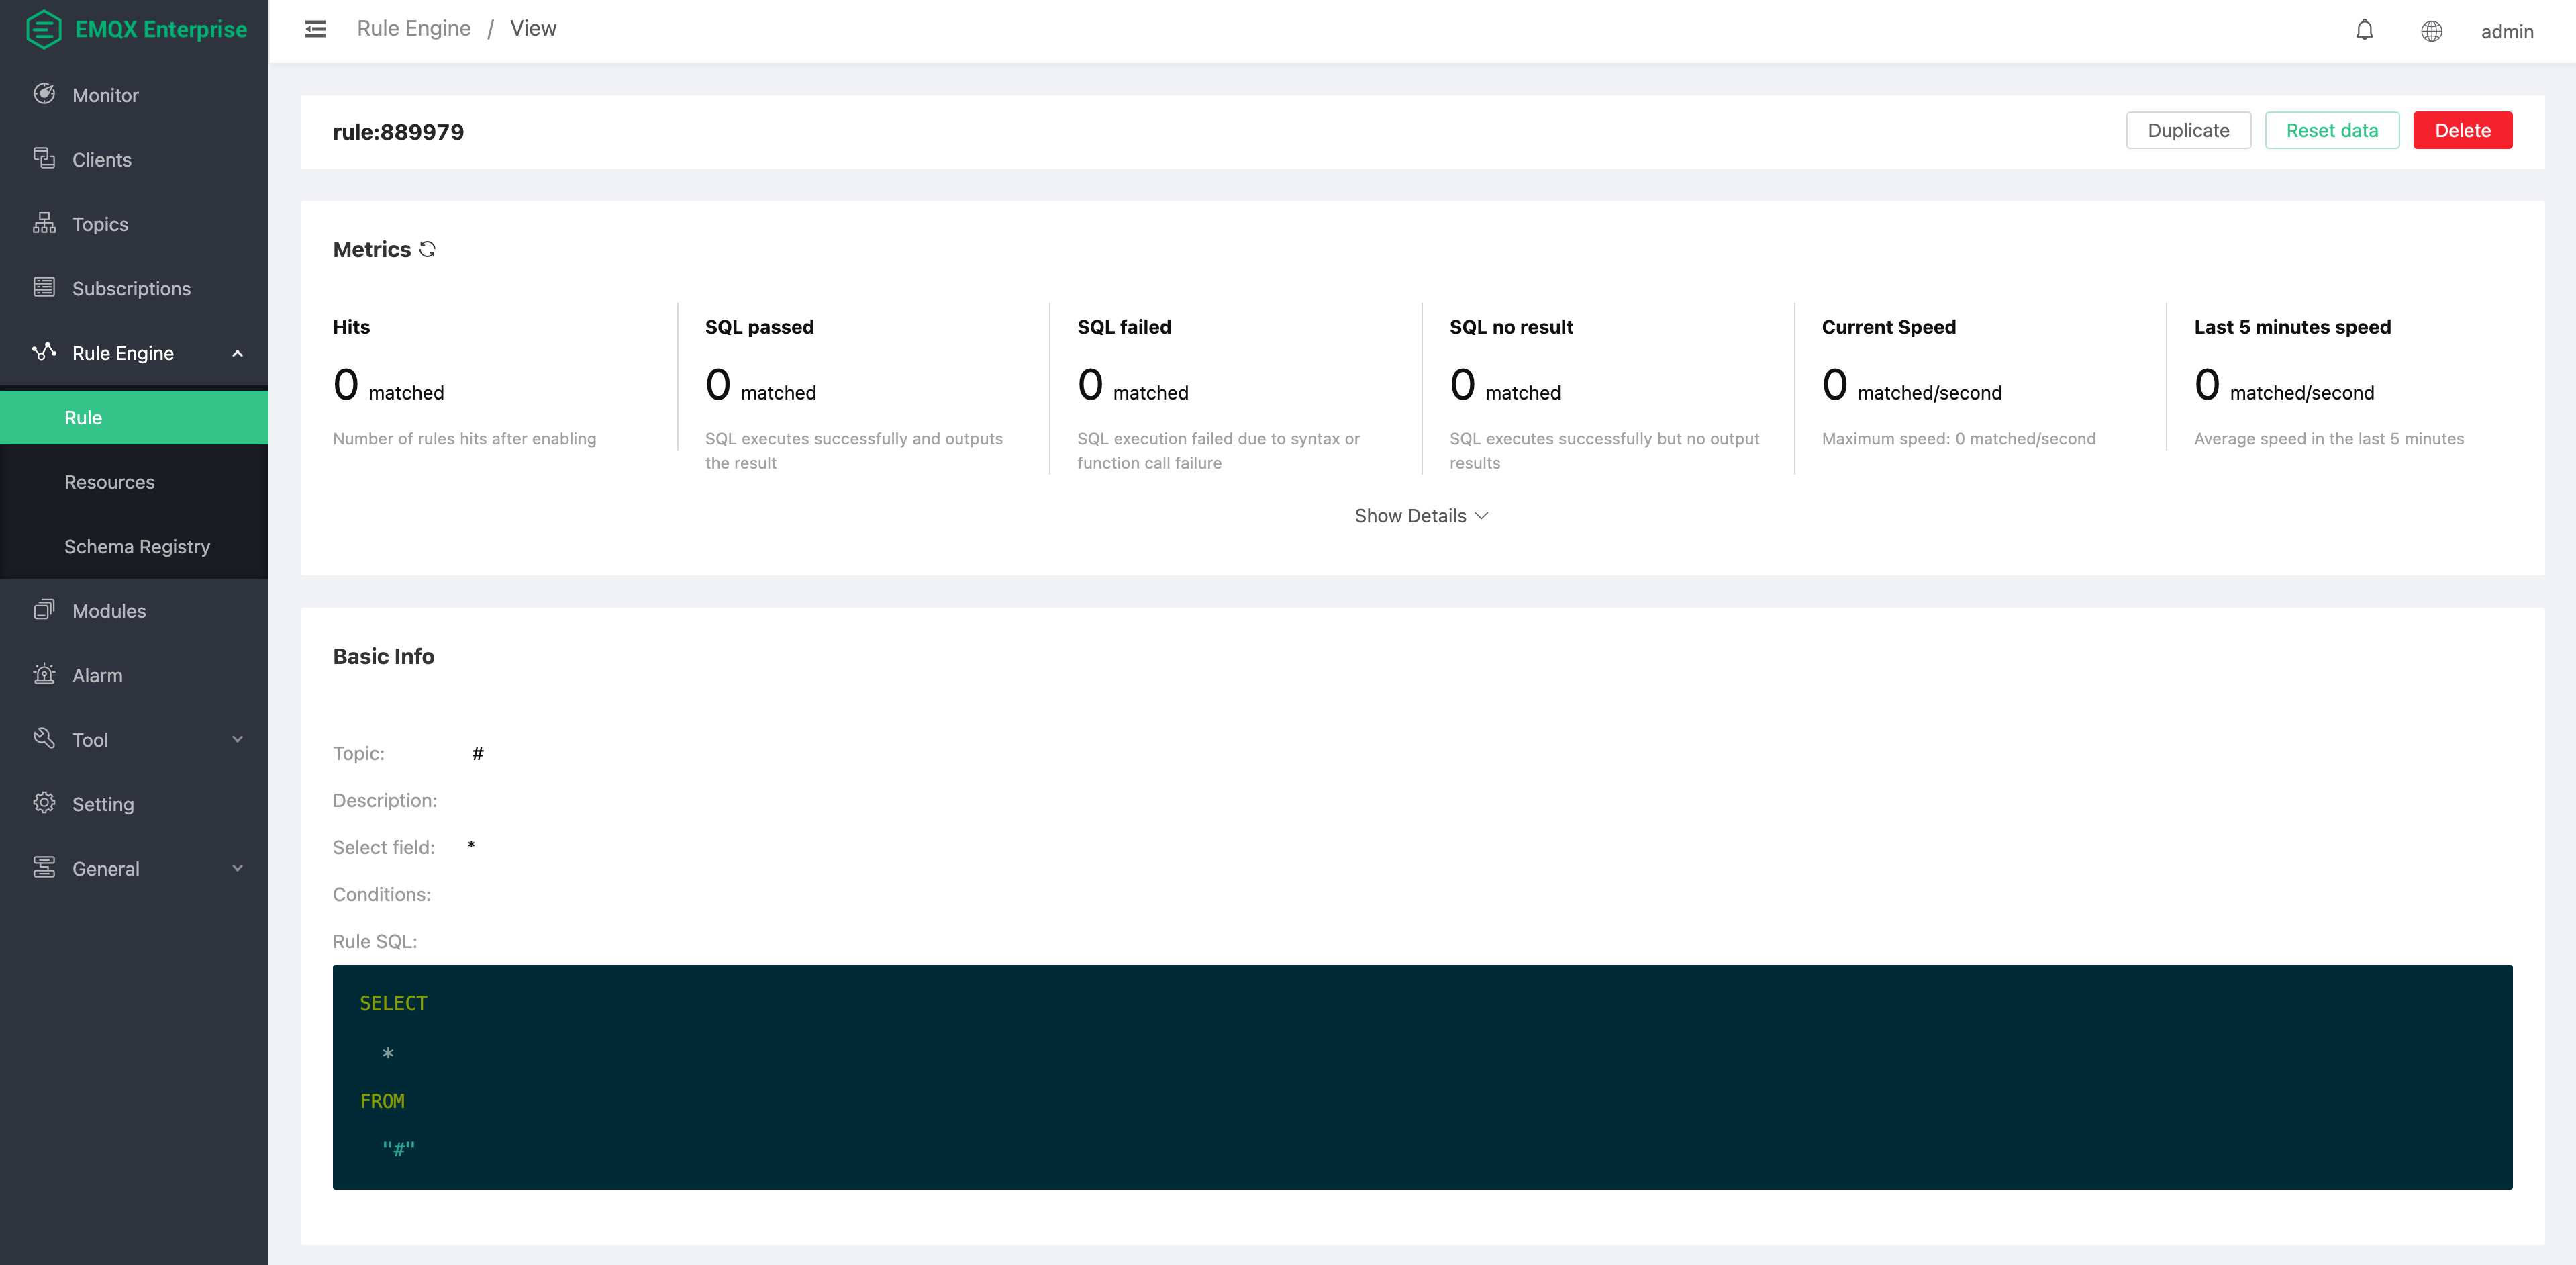 EMQX Enterprise
Monitor
Clients
Topics
Subscriptions
Rule Engine
Rule
Resources
Schema Registry
Modules
Alarm
Tool
Setting
General
Rule Engine / View
admin
rule:889979
Duplicate
Reset data
Delete
Metrics
Hits
0 matched
Number of rules hits after enabling
SQL passed
0 matched
SQL executes successfully and outputs
the result
SQL failed
0 matched
SQL execution failed due to syntax or
function call failure
SQL no result
0 matched
SQL executes successfully but no output
results
Current Speed
0 matched/second
Maximum speed: 0 matched/second
Last 5 minutes speed
0 matched/second
Average speed in the last 5 minutes
Show Details
Basic Info
Topic: #
Description:
Select field: *
Conditions:
Rule SQL:
SELECT
*
FROM
"#"